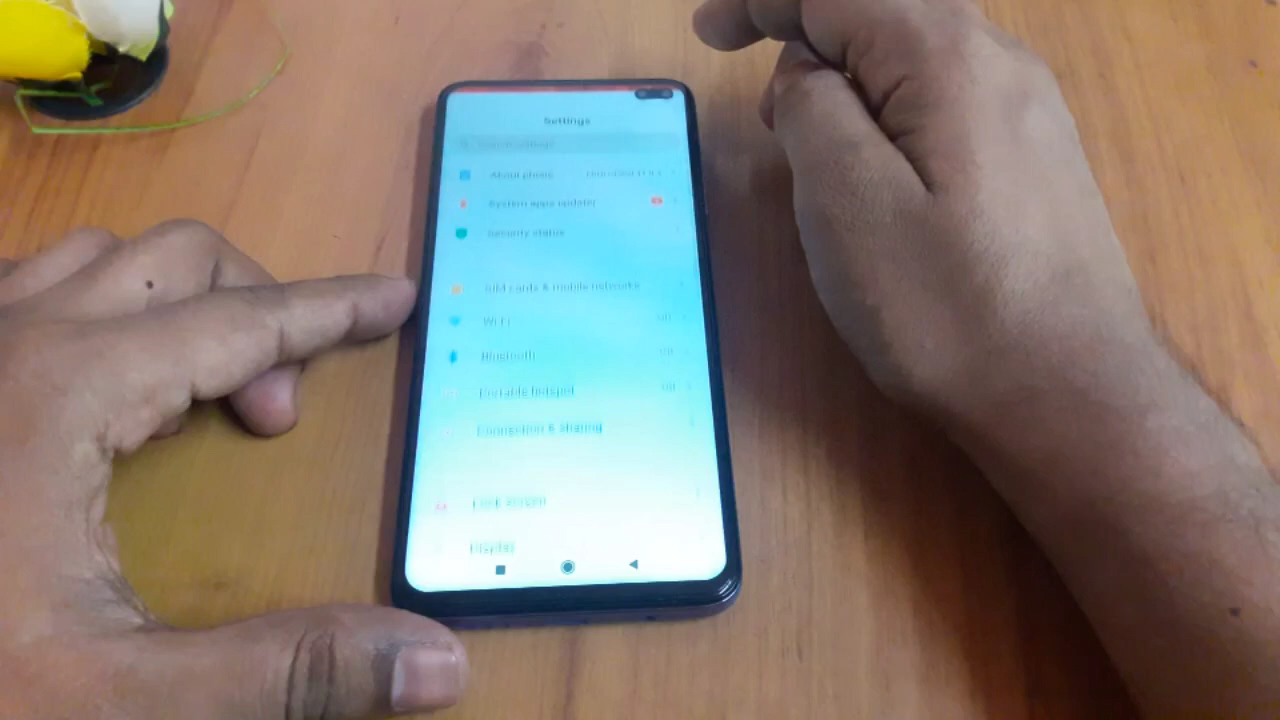 Settings
About phone
System apps updater
Security status
SIM cards & mobile networks
Wi-Fi
Bluetooth
Portable hotspot Off
Connection & sharing
Lock screen
Display